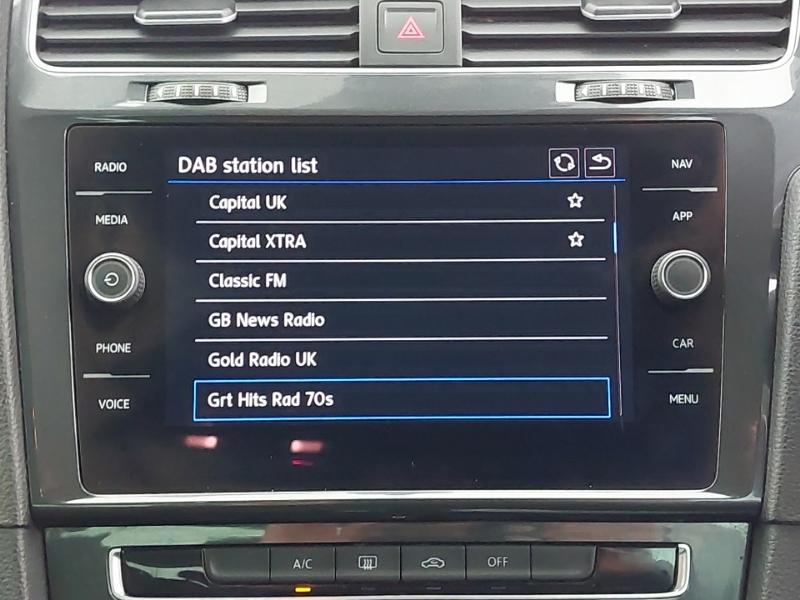 RADIO
MEDIA
PHONE
VOICE
DAB station list
Capital UK
Capital XTRA
Classic FM
GB News Radio
Gold Radio UK
Grt Hits Rad 70s
NAV
APP
CAR
MENU
A/C
OFF